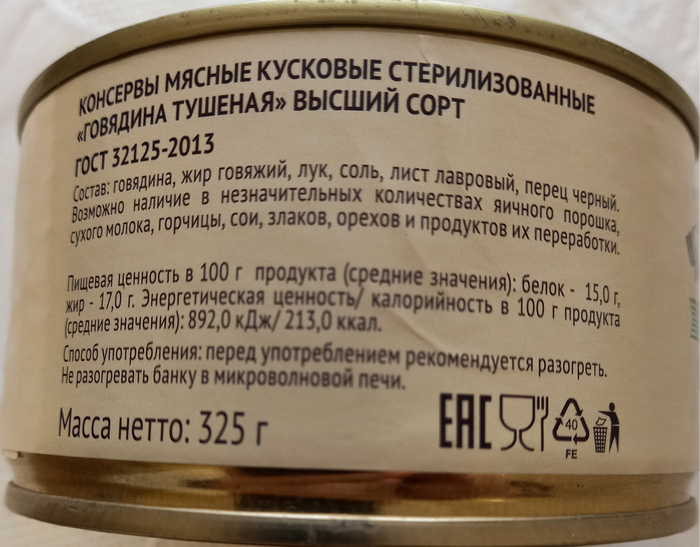 КОНСЕРВЫ МЯСНЫЕ КУСКОВЫЕ СТЕРИЛИЗОВАННЫЕ
«ГОВЯДИНА ТУШЕНАЯ» ВЫСШИЙ СОРТ
ГОСТ 32125-2013
Состав: говядина, жир говяжий, лук, соль, лист лавровый, перец черный.
Возможно наличие в незначительных количествах яичного порошка,
сухого молока, горчицы, сои, злаков, орехов и продуктов их переработки.
Пищевая ценность в 100 г продукта (средние значения): белок - 15,0 г,
жир - 17,0 г. Энергетическая ценность/ калорийность в 100 г продукта
(средние значения): 892,0 кДж/ 213,0 ккал.
Способ употребления: перед употреблением рекомендуется разогреть.
Не разогревать банку в микроволновой печи.
Масса нетто: 325 г
ЕАС
40
FE